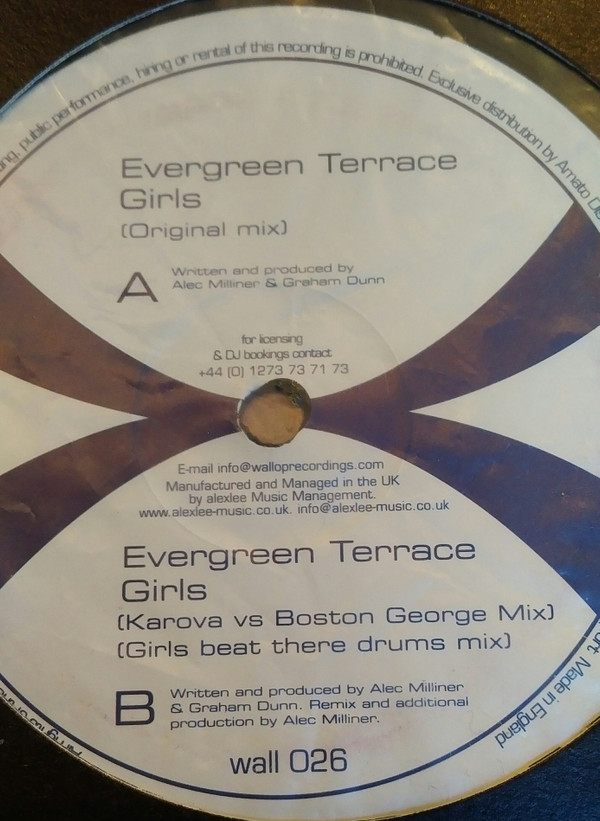 public performance, hiring or rental of this recording is prohibited. Exclusive distribution by Amato
Evergreen Terrace
Girls
(Original mix)
A
Written and produced by
Alec Milliner & Graham Dunn
for licensing
& DJ bookings contact
+44 (0) 1273 73 71 73
E-mail info@walloprecordings.com
Manufactured and Managed in the UK
by alexlee Music Management.
www.alexlee-music.co.uk. info@alexlee-music.co.uk
Evergreen Terrace
Girls
(Karova vs Boston George Mix)
(Girls beat there drums mix)
B
Written and produced by Alec Milliner
& Graham Dunn. Remix and additional
production by Alec Milliner.
wall 026
Made in England